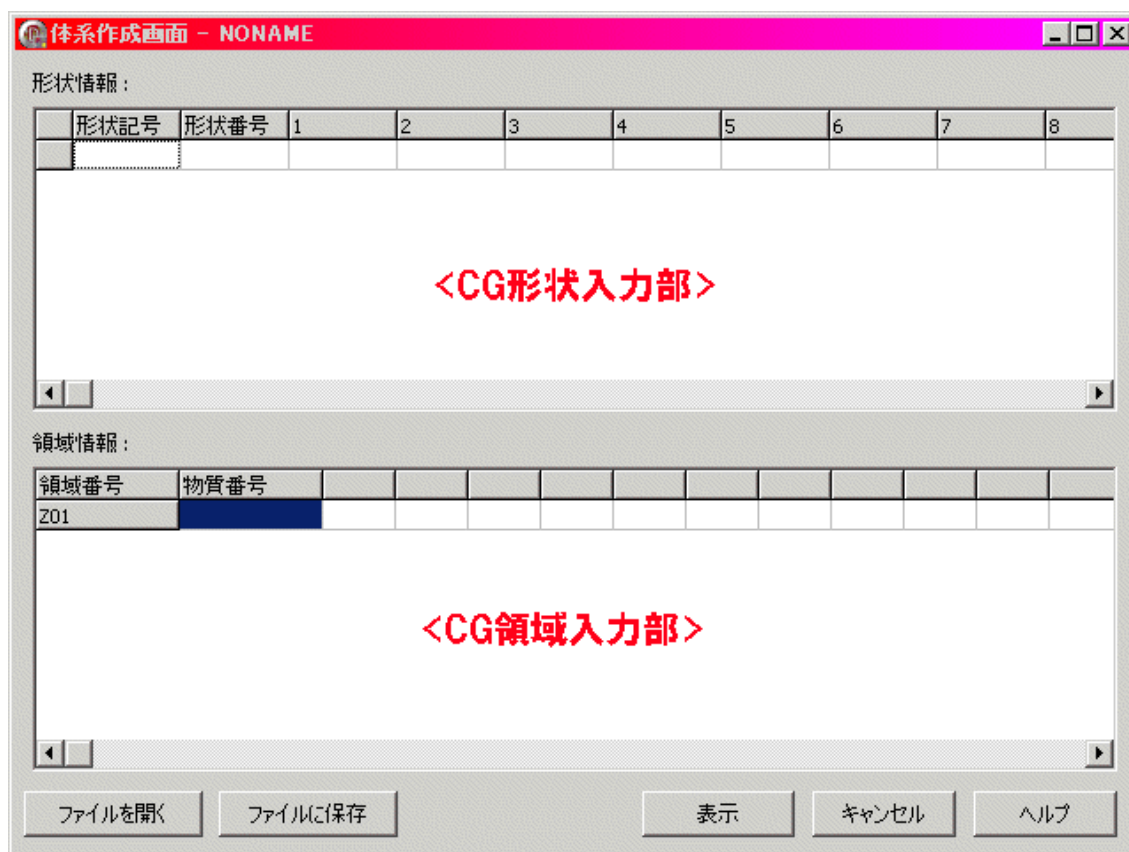 体系作成画面 - NONAME
形状情報:
形状記号 形状番号 1 2 3 4 5 6 7 8
<CG形状入力部>
領域情報:
領域番号 物質番号
Z01
<CG領域入力部>
ファイルを開く ファイルに保存 表示 キャンセル ヘルプ